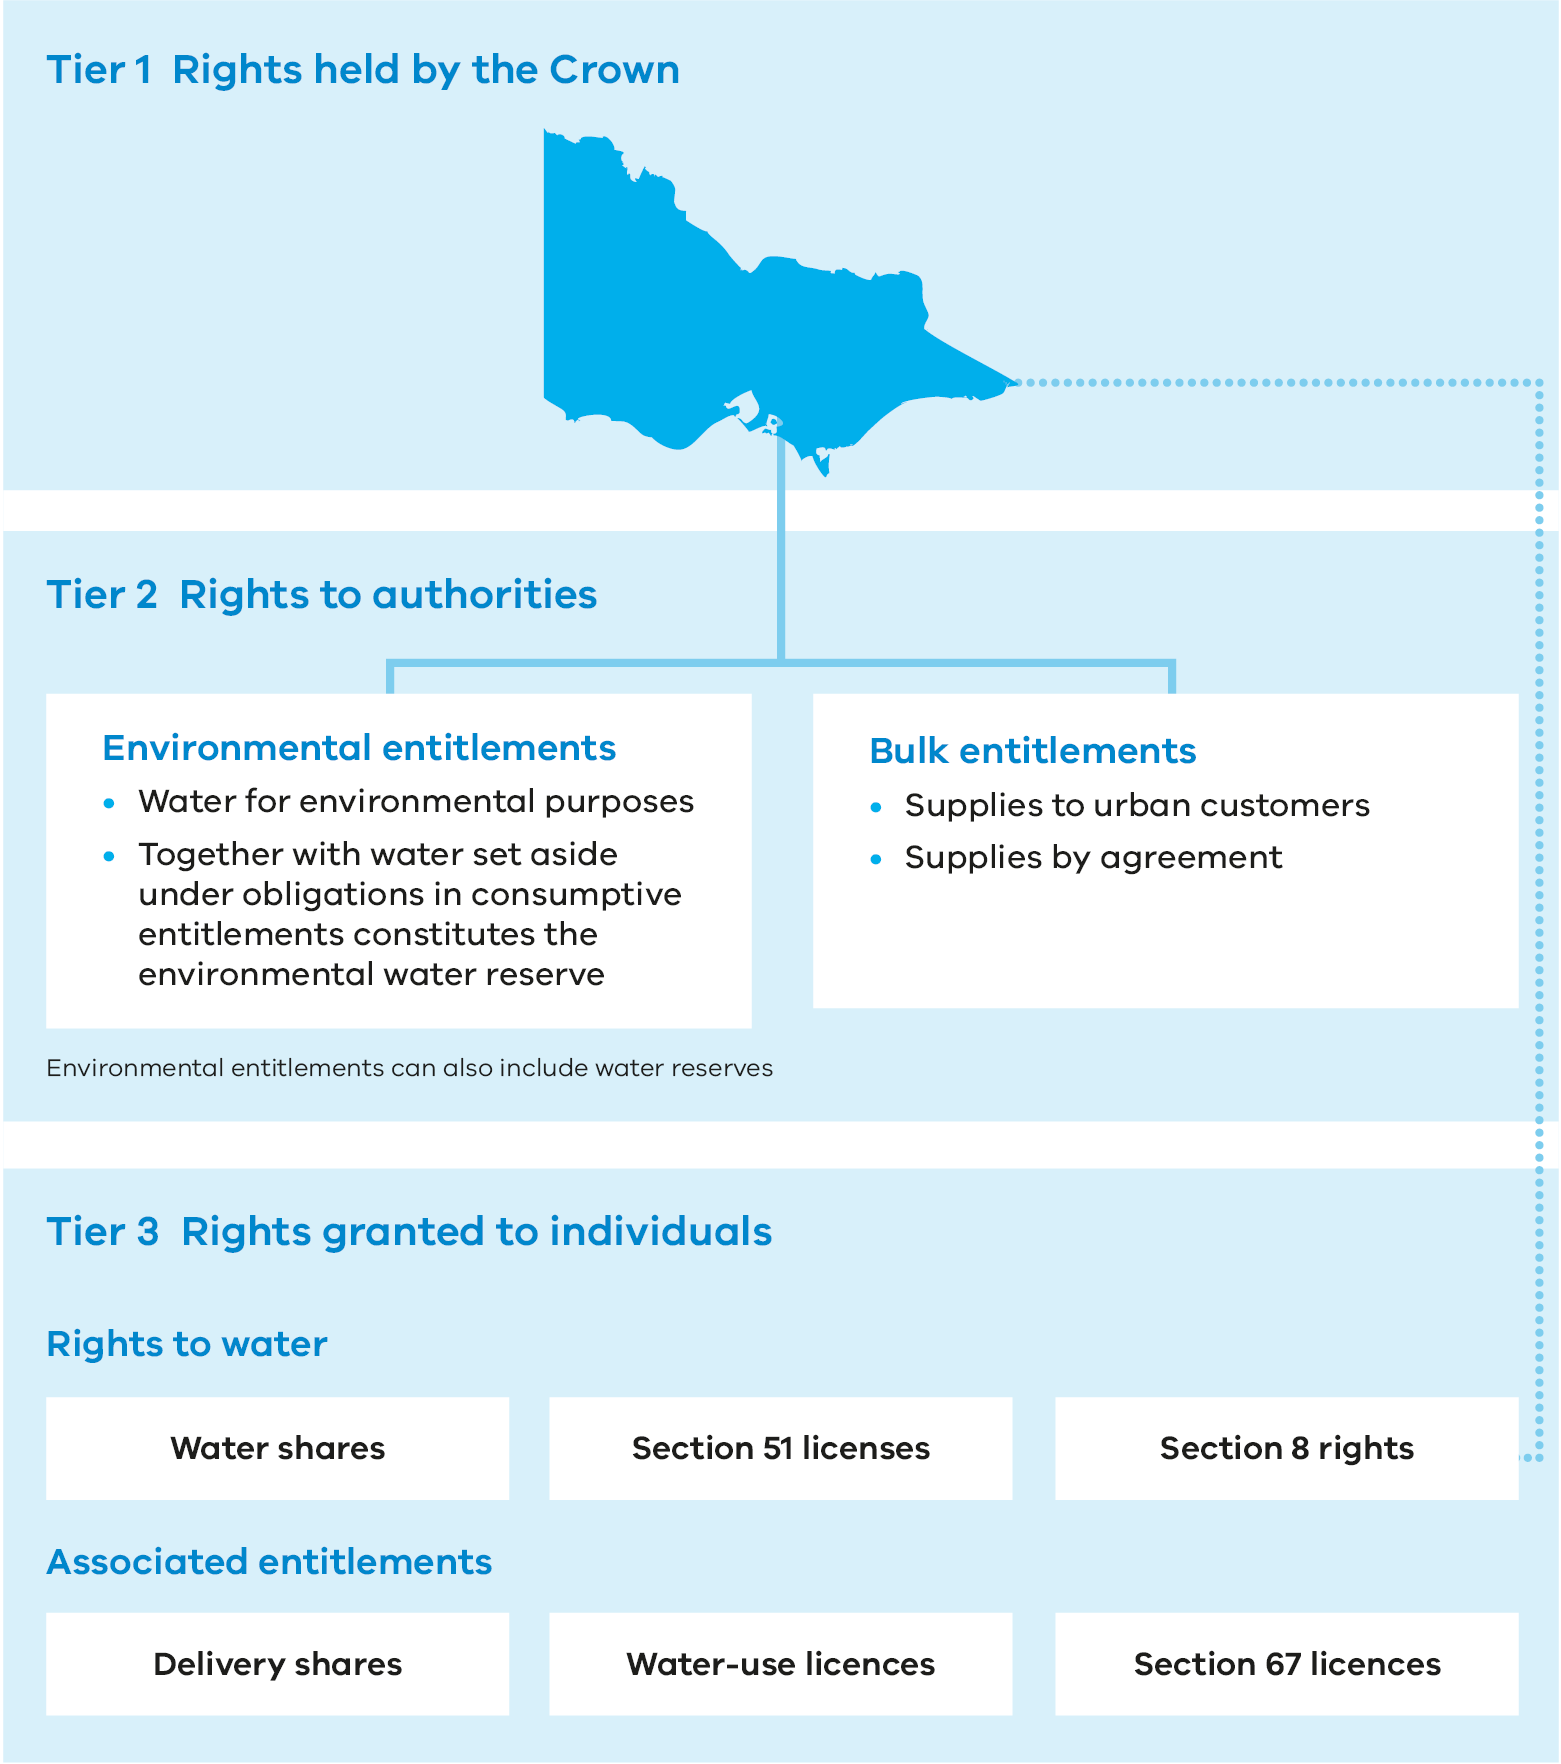 Tier 1 Rights held by the Crown
Tier 2 Rights to authorities
Environmental entitlements
• Water for environmental purposes
• Together with water set aside
under obligations in consumptive
entitlements constitutes the
environmental water reserve
Bulk entitlements
• Supplies to urban customers
• Supplies by agreement
Environmental entitlements can also include water reserves
Tier 3 Rights granted to individuals
Rights to water
Water shares
Section 51 licenses
Section 8 rights
Associated entitlements
Delivery shares
Water-use licences
Section 67 licences